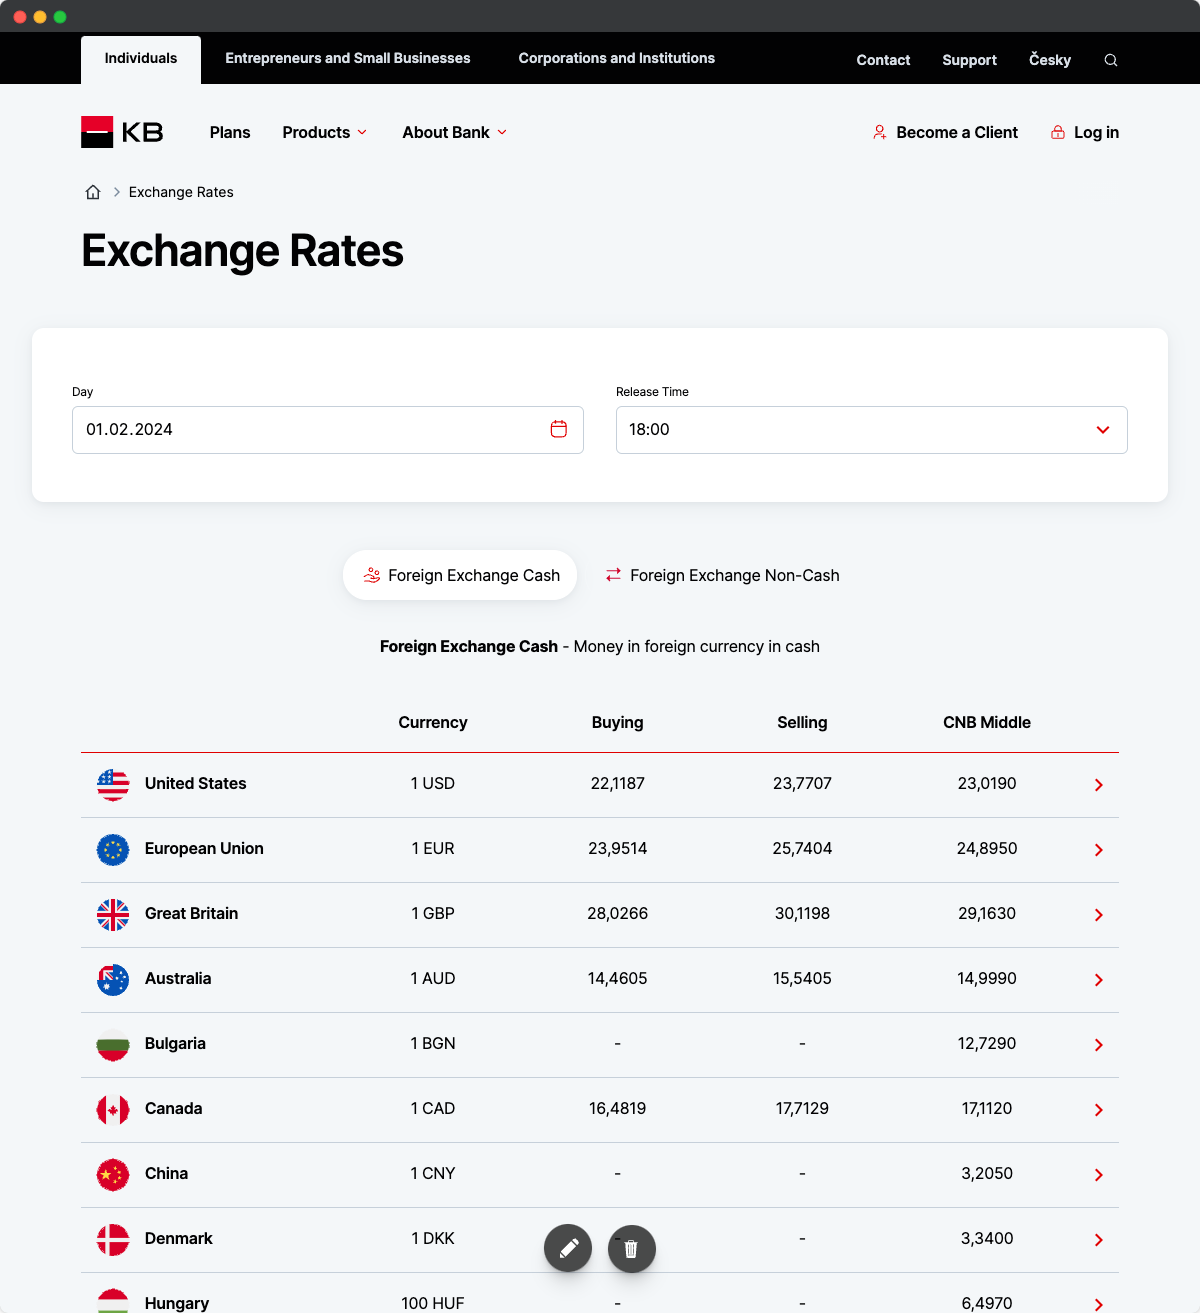 Individuals Entrepreneurs and Small Businesses Corporations and Institutions Contact Support Česky
KB Plans Products About Bank Become a Client Log in
Exchange Rates
Exchange Rates
Day Release Time
01.02.2024 18:00
Foreign Exchange Cash Foreign Exchange Non-Cash
Foreign Exchange Cash - Money in foreign currency in cash
Currency Buying Selling CNB Middle
United States 1 USD 22,1187 23,7707 23,0190
European Union 1 EUR 23,9514 25,7404 24,8950
Great Britain 1 GBP 28,0266 30,1198 29,1630
Australia 1 AUD 14,4605 15,5405 14,9990
Bulgaria 1 BGN - - 12,7290
Canada 1 CAD 16,4819 17,7129 17,1120
China 1 CNY - - 3,2050
Denmark 1 DKK - - 3,3400
Hungary 100 HUF - - 6,4970